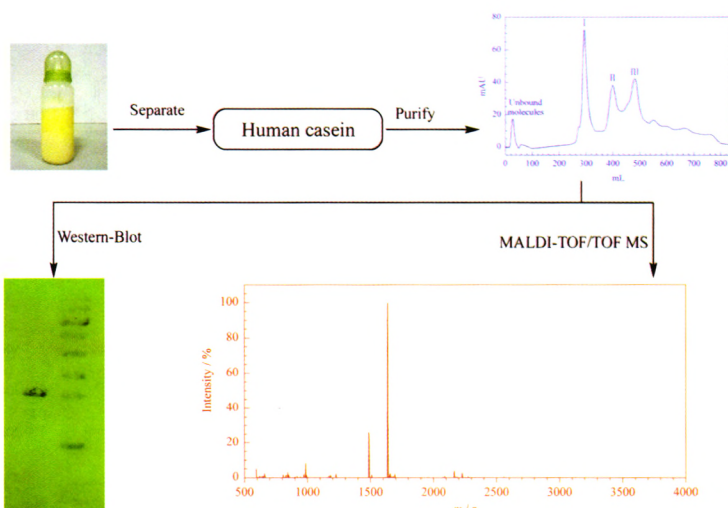 80
I
60
II
III
40
mAU
Unbound
molecules
20
0
0 100 200 300 400 500 600 700 800
mL
Separate
Human casein
Purify
Western-Blot
MALDI-TOF/TOF MS
100
80
60
40
20
0
Intensity / %
500 1000 1500 2000 2500 3000 3500 4000